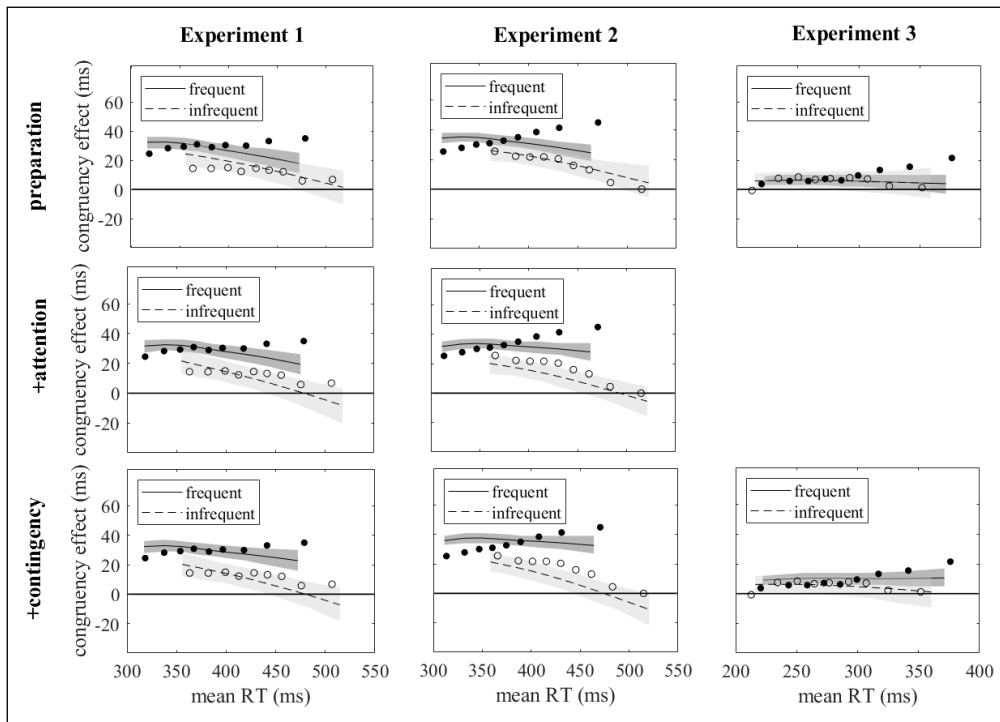 Experiment 1
Experiment 2
Experiment 3
preparation
congruency effect (ms)
60
40
20
0
-20
frequent
infrequent
frequent
infrequent
frequent
infrequent
+attention
congruency effect (ms)
60
40
20
0
-20
frequent
infrequent
frequent
infrequent
+contingency
congruency effect (ms)
60
40
20
0
-20
frequent
infrequent
frequent
infrequent
frequent
infrequent
300 350 400 450 500 550
300 350 400 450 500 550
200 250 300 350 400
mean RT (ms)
mean RT (ms)
mean RT (ms)